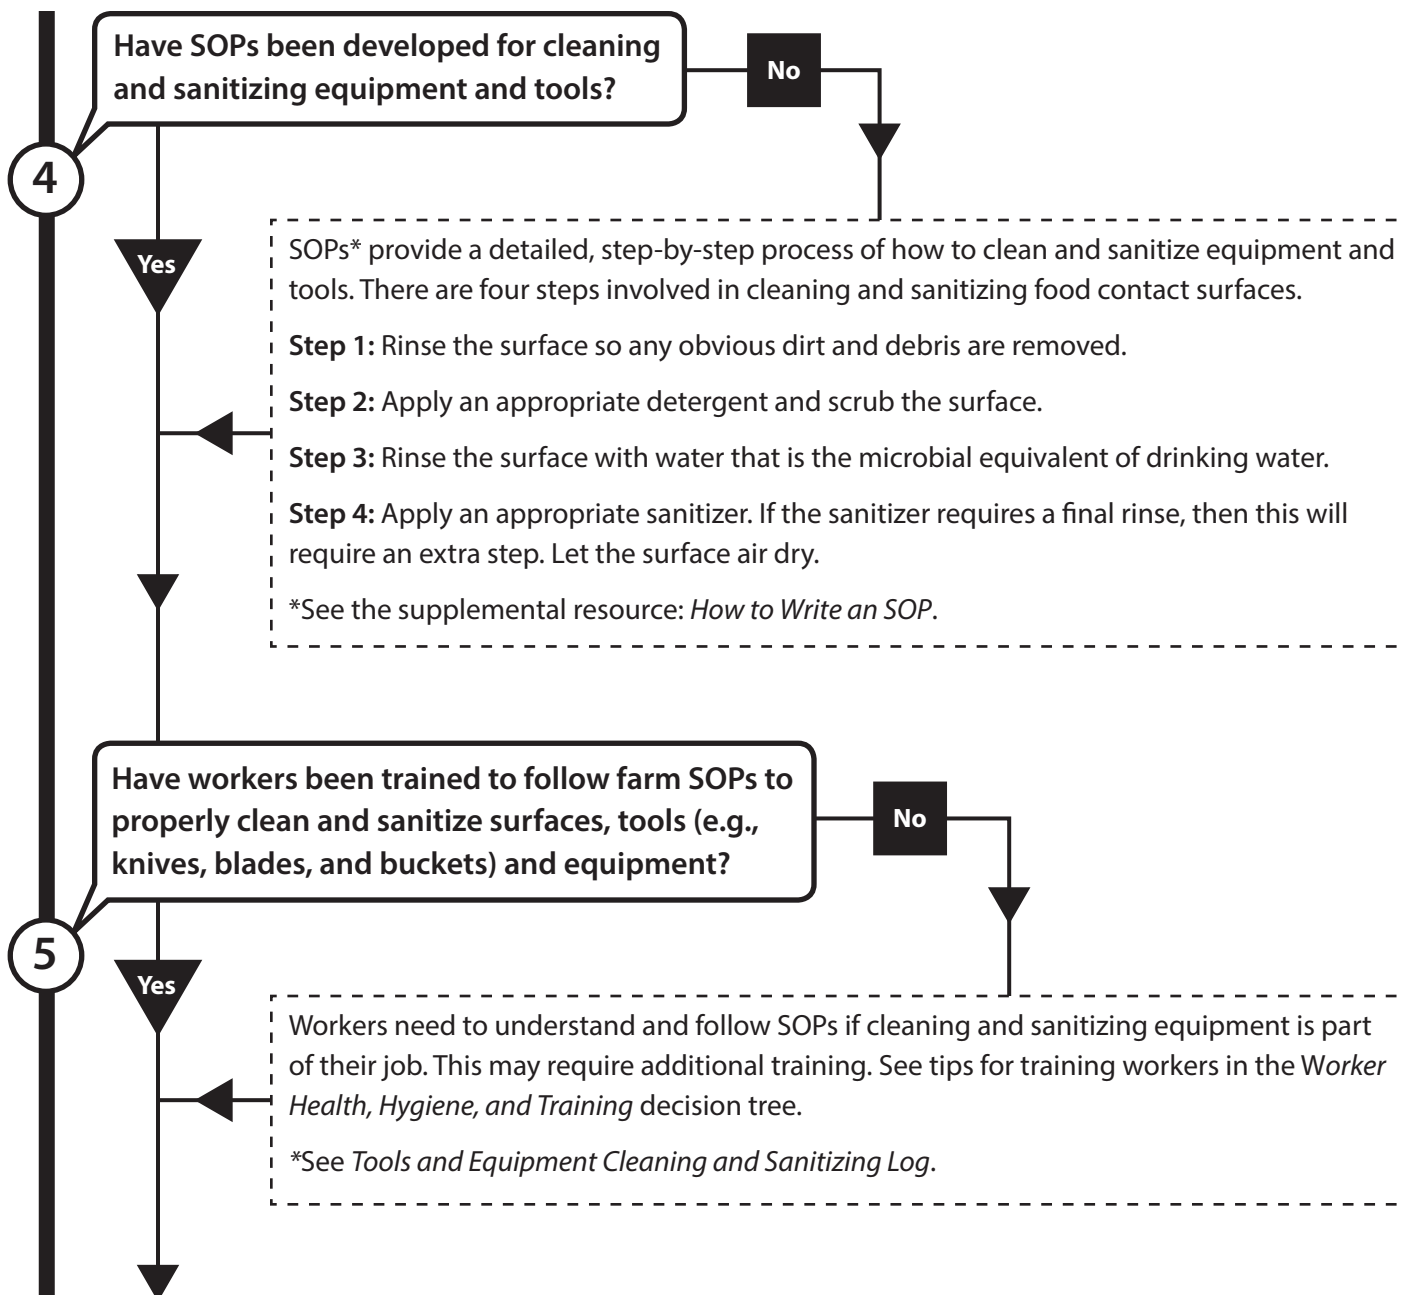 Have SOPs been developed for cleaning
and sanitizing equipment and tools?
No
4
Yes
SOPs* provide a detailed, step-by-step process of how to clean and sanitize equipment and
tools. There are four steps involved in cleaning and sanitizing food contact surfaces.
Step 1: Rinse the surface so any obvious dirt and debris are removed.
Step 2: Apply an appropriate detergent and scrub the surface.
Step 3: Rinse the surface with water that is the microbial equivalent of drinking water.
Step 4: Apply an appropriate sanitizer. If the sanitizer requires a final rinse, then this will
require an extra step. Let the surface air dry.
*See the supplemental resource: How to Write an SOP.
Have workers been trained to follow farm SOPs to
properly clean and sanitize surfaces, tools (e.g.,
knives, blades, and buckets) and equipment?
No
5
Yes
Workers need to understand and follow SOPs if cleaning and sanitizing equipment is part
of their job. This may require additional training. See tips for training workers in the Worker
Health, Hygiene, and Training decision tree.
*See Tools and Equipment Cleaning and Sanitizing Log.